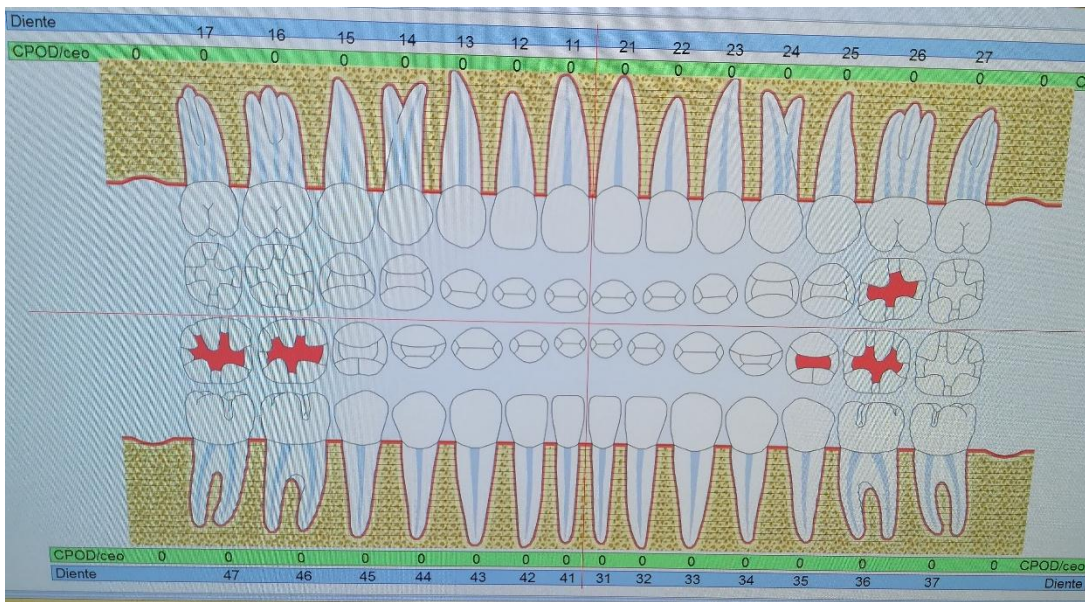 Diente 17 16 15 14 13 12 11 21 22 23 24 25 26 27
CPOD/ceo 0 0 0 0 0 0 0 0 0 0 0 0 0 0 0 0 C
CPOD/ceo 0 0 0 0 0 0 0 0 0 0 0 0 0 0 0 0 CPOD/ceo
Diente 47 46 45 44 43 42 41 31 32 33 34 35 36 37 Diente